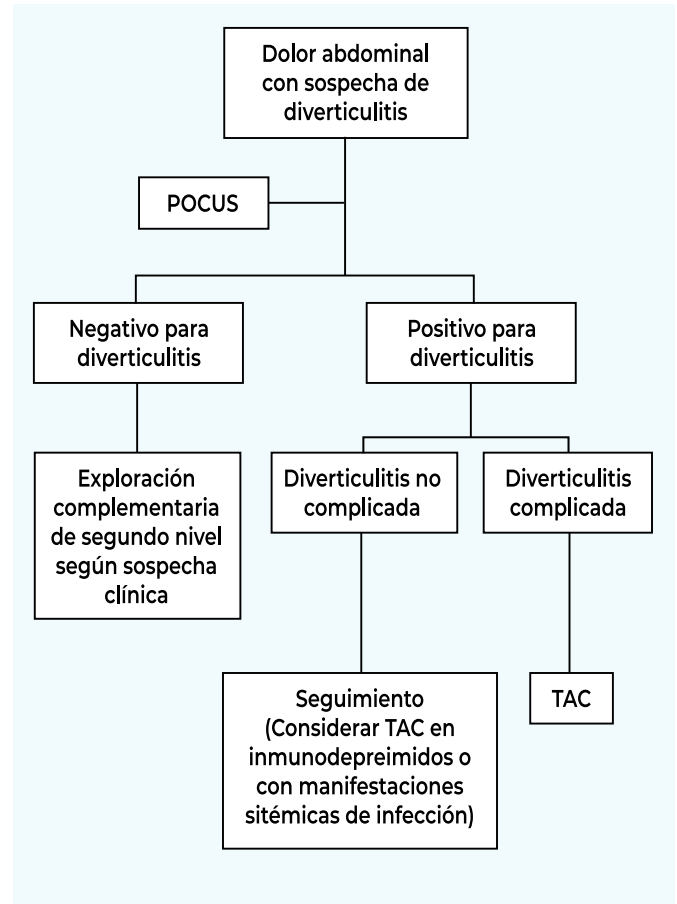 Dolor abdominal
con sospecha de
diverticulitis
POCUS
Negativo para
diverticulitis
Positivo para
diverticulitis
Exploración
complementaria
de segundo nivel
según sospecha
clínica
Diverticulitis no
complicada
Diverticulitis
complicada
Seguimiento
(Considerar TAC en
inmunodepreimidos o
con manifestaciones
sitémicas de infección)
TAC